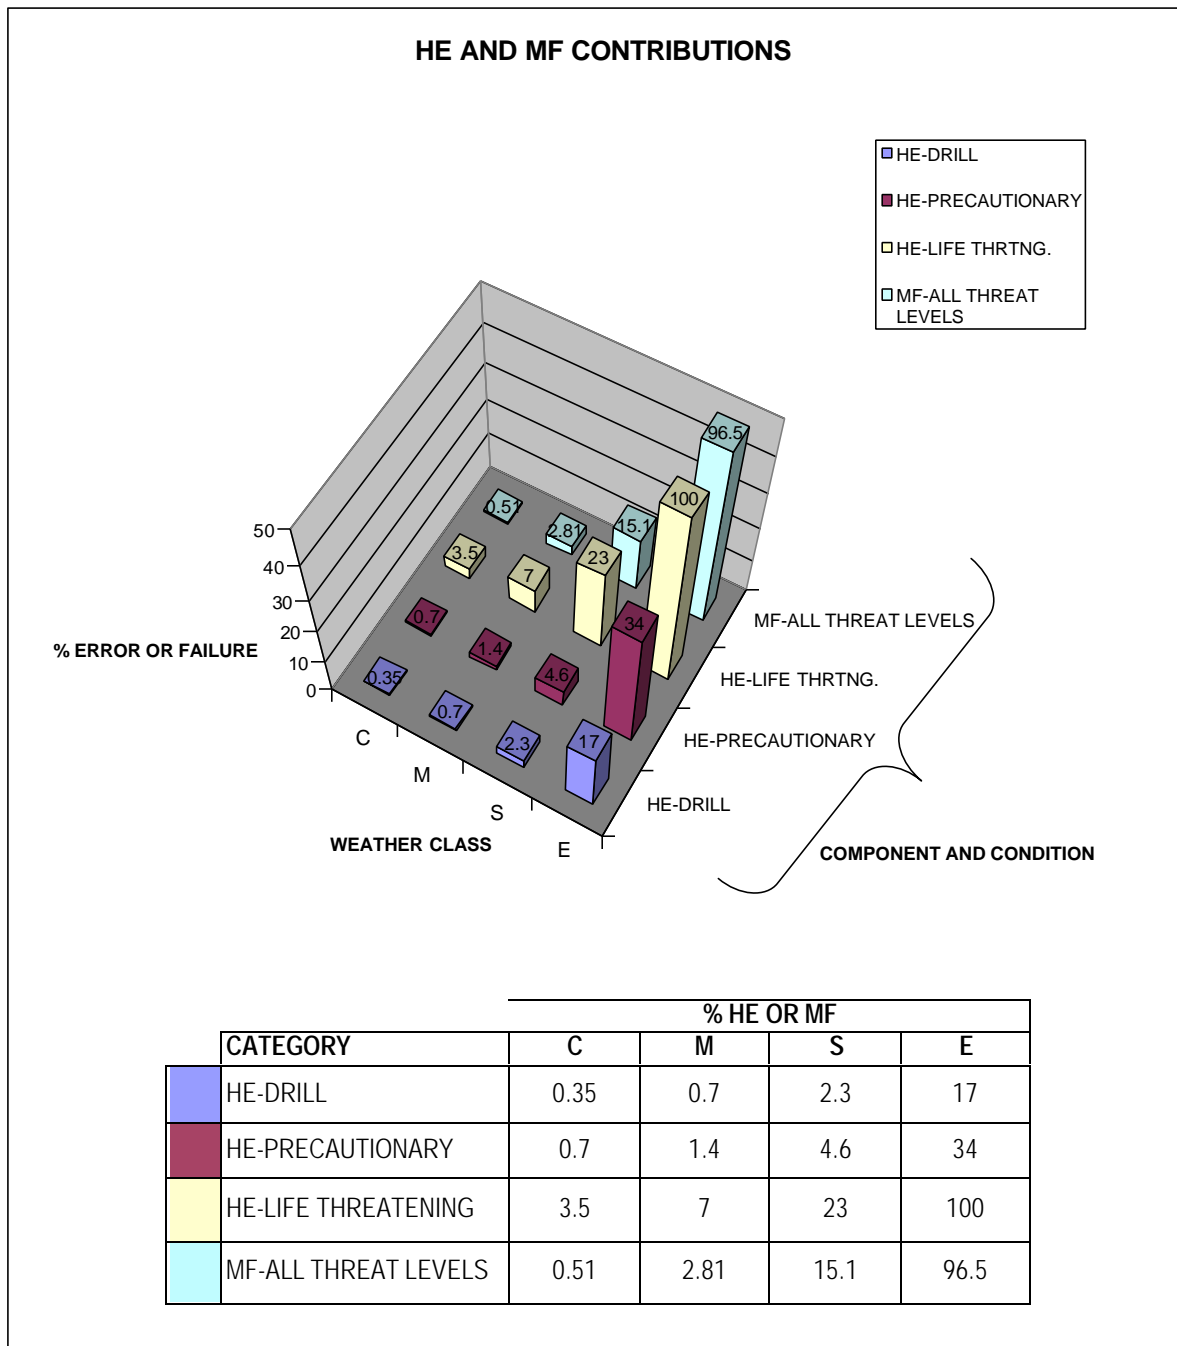 HE AND MF CONTRIBUTIONS
HE-DRILL
HE-PRECAUTIONARY
HE-LIFE THRTNG.
MF-ALL THREAT
LEVELS
96.5
100
0.51
2.81
15.1
3.5
7
23
34
0.7
1.4
4.6
0.35
0.7
2.3
17
50
40
30
20
10
0
% ERROR OR FAILURE
C
M
S
E
WEATHER CLASS
MF-ALL THREAT LEVELS
HE-LIFE THRTNG.
HE-PRECAUTIONARY
HE-DRILL
COMPONENT AND CONDITION
% HE OR MF
CATEGORY C M S E
HE-DRILL 0.35 0.7 2.3 17
HE-PRECAUTIONARY 0.7 1.4 4.6 34
HE-LIFE THREATENING 3.5 7 23 100
MF-ALL THREAT LEVELS 0.51 2.81 15.1 96.5